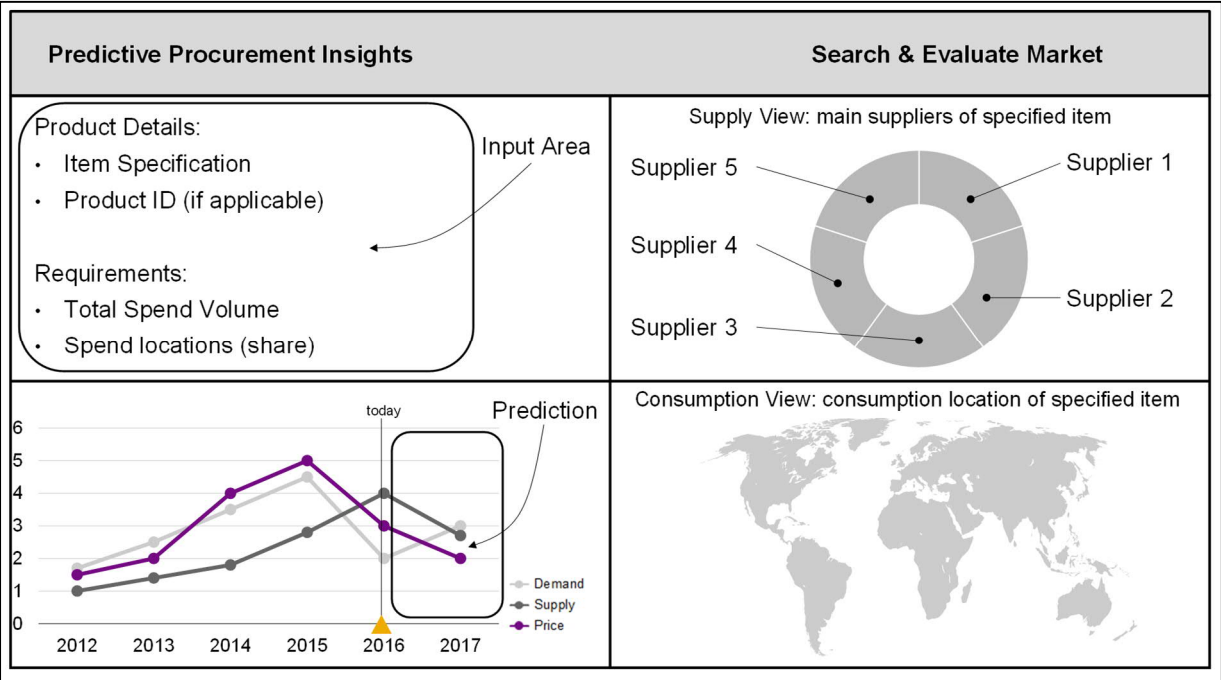 Predictive Procurement Insights
Search & Evaluate Market
Product Details:
• Item Specification
• Product ID (if applicable)
Requirements:
• Total Spend Volume
• Spend locations (share)
Input Area
Supply View: main suppliers of specified item
Supplier 5
Supplier 1
Supplier 4
Supplier 2
Supplier 3
today
Prediction
6
5
4
3
2
1
0
Demand
Supply
Price
2012 2013 2014 2015 2016 2017
Consumption View: consumption location of specified item